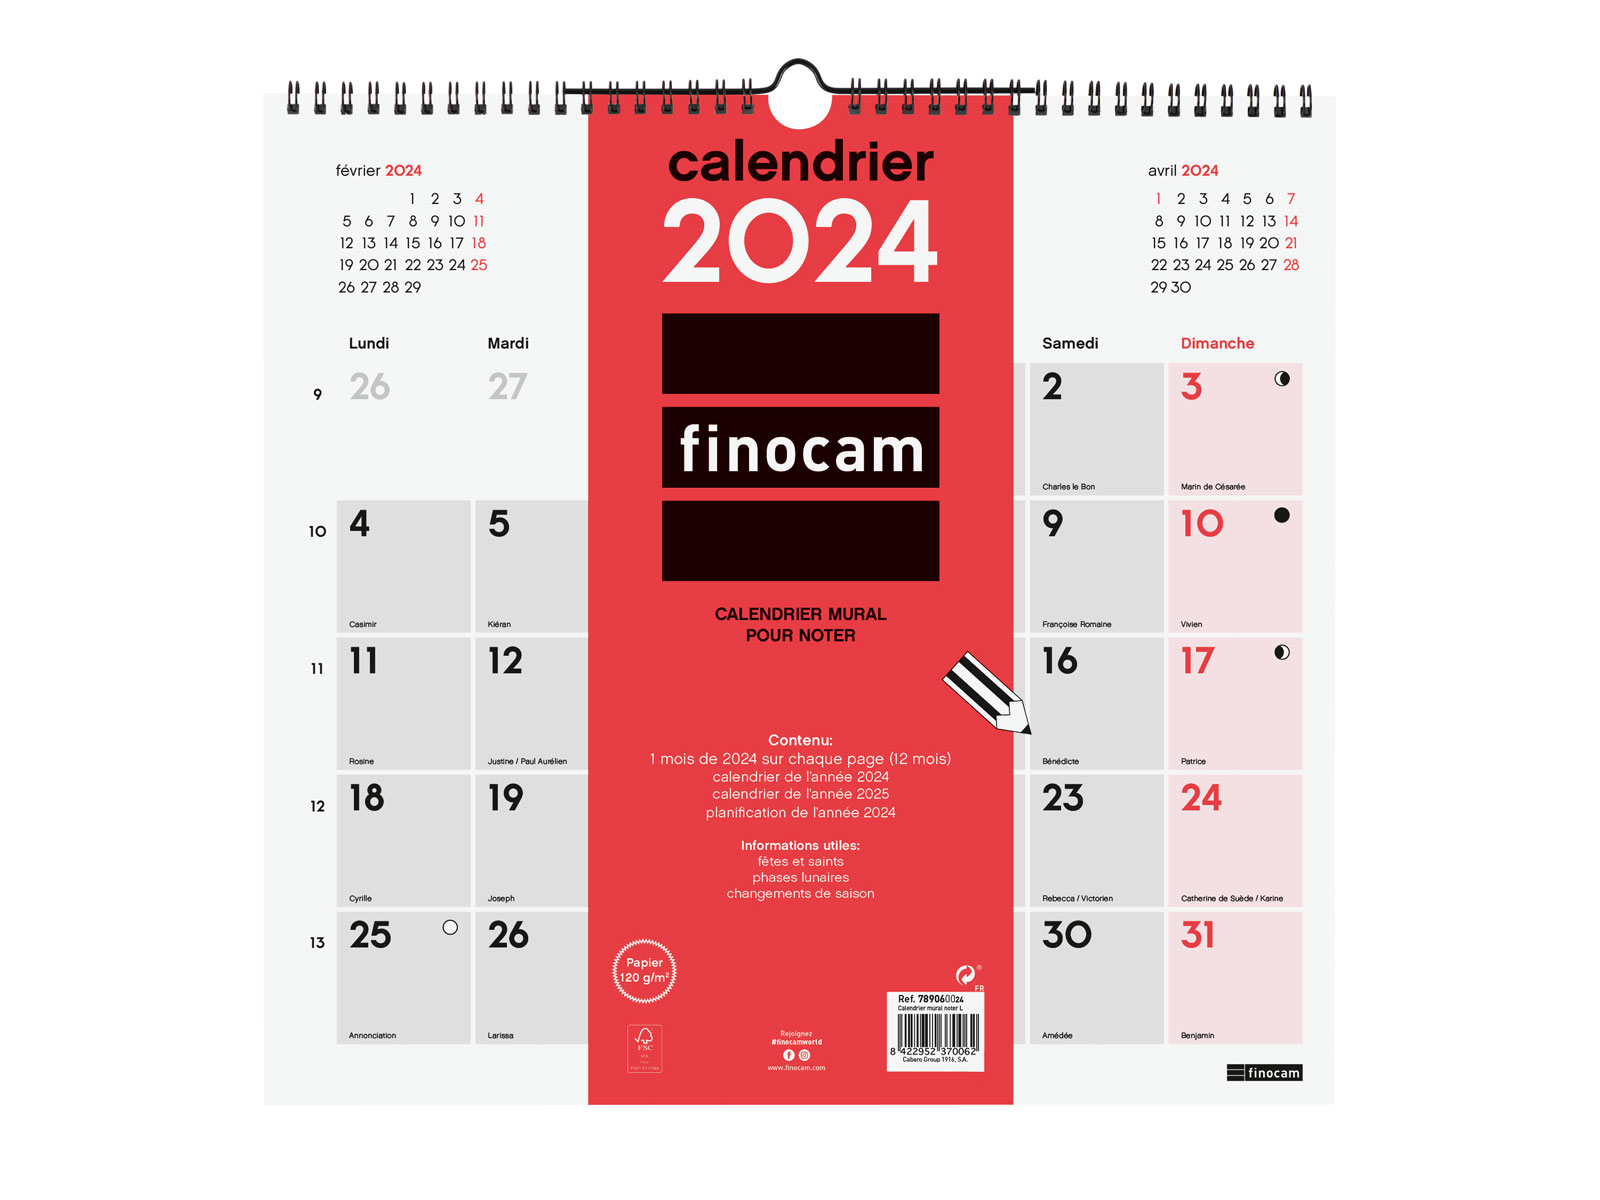 calendrier
2024
finocam
CALENDRIER MURAL
POUR NOTER
Contenu:
1 mois de 2024 sur chaque page (12 mois)
calendrier de l'année 2024
calendrier de l'année 2025
planification de l'année 2024
Informations utiles:
fêtes et saints
phases lunaires
changements de saison
Papier
120 g/m²
FSC
Rejoignez
#finocamworld
www.finocam.com
®
FR
Ref. 789060024
Calendrier mural noter L
8 422952 370062
Cabero Group 1916, S.A.
février 2024
1 2 3 4
5 6 7 8 9 10 11
12 13 14 15 16 17 18
19 20 21 22 23 24 25
26 27 28 29
avril 2024
1 2 3 4 5 6 7
8 9 10 11 12 13 14
15 16 17 18 19 20 21
22 23 24 25 26 27 28
29 30
Lundi Mardi Samedi Dimanche
9 26 27 2 3
Charles le Bon Marin de Césarée
10 4 5 9 10
Casimir Kiéran Françoise Romaine Vivien
11 11 12 16 17
Rosine Justine / Paul Aurélien Bénédicte Patrice
12 18 19 23 24
Cyrille Joseph Rebecca / Victorien Catherine de Suède / Karine
13 25 26 30 31
Annonciation Larissa Amédée Benjamin
finocam